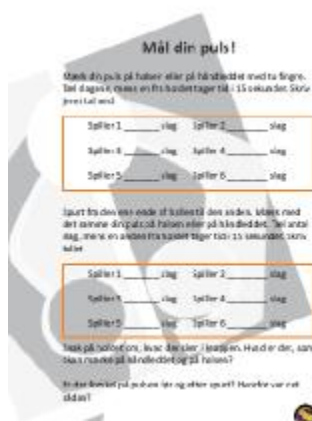 Mål din puls!
Mærk din puls på halsen eller på håndleddet med to fingre.
Tæl slagene, mens en fra holdet tager tid i 15 sekunder. Skriv
jeres tal ned.
Spiller 1 ______ slag Spiller 2 ______ slag
Spiller 3 ______ slag Spiller 4 ______ slag
Spiller 5 ______ slag Spiller 6 ______ slag
Spurt fra den ene ende af hallen til den anden. Mærk med
det samme din puls på halsen eller på håndleddet. Tæl antal
slag, mens en anden fra holdet tager tid i 15 sekunder. Skriv
tallet
Spiller 1 ______ slag Spiller 2 ______ slag
Spiller 3 ______ slag Spiller 4 ______ slag
Spiller 5 ______ slag Spiller 6 ______ slag
Snak på holdet om, hvad der sker i kroppen. Hvad er det, som
I kan mærke på håndleddet og på halsen?
Er der forskel på pulsen før og efter spurt? Hvorfor var det
sådan?